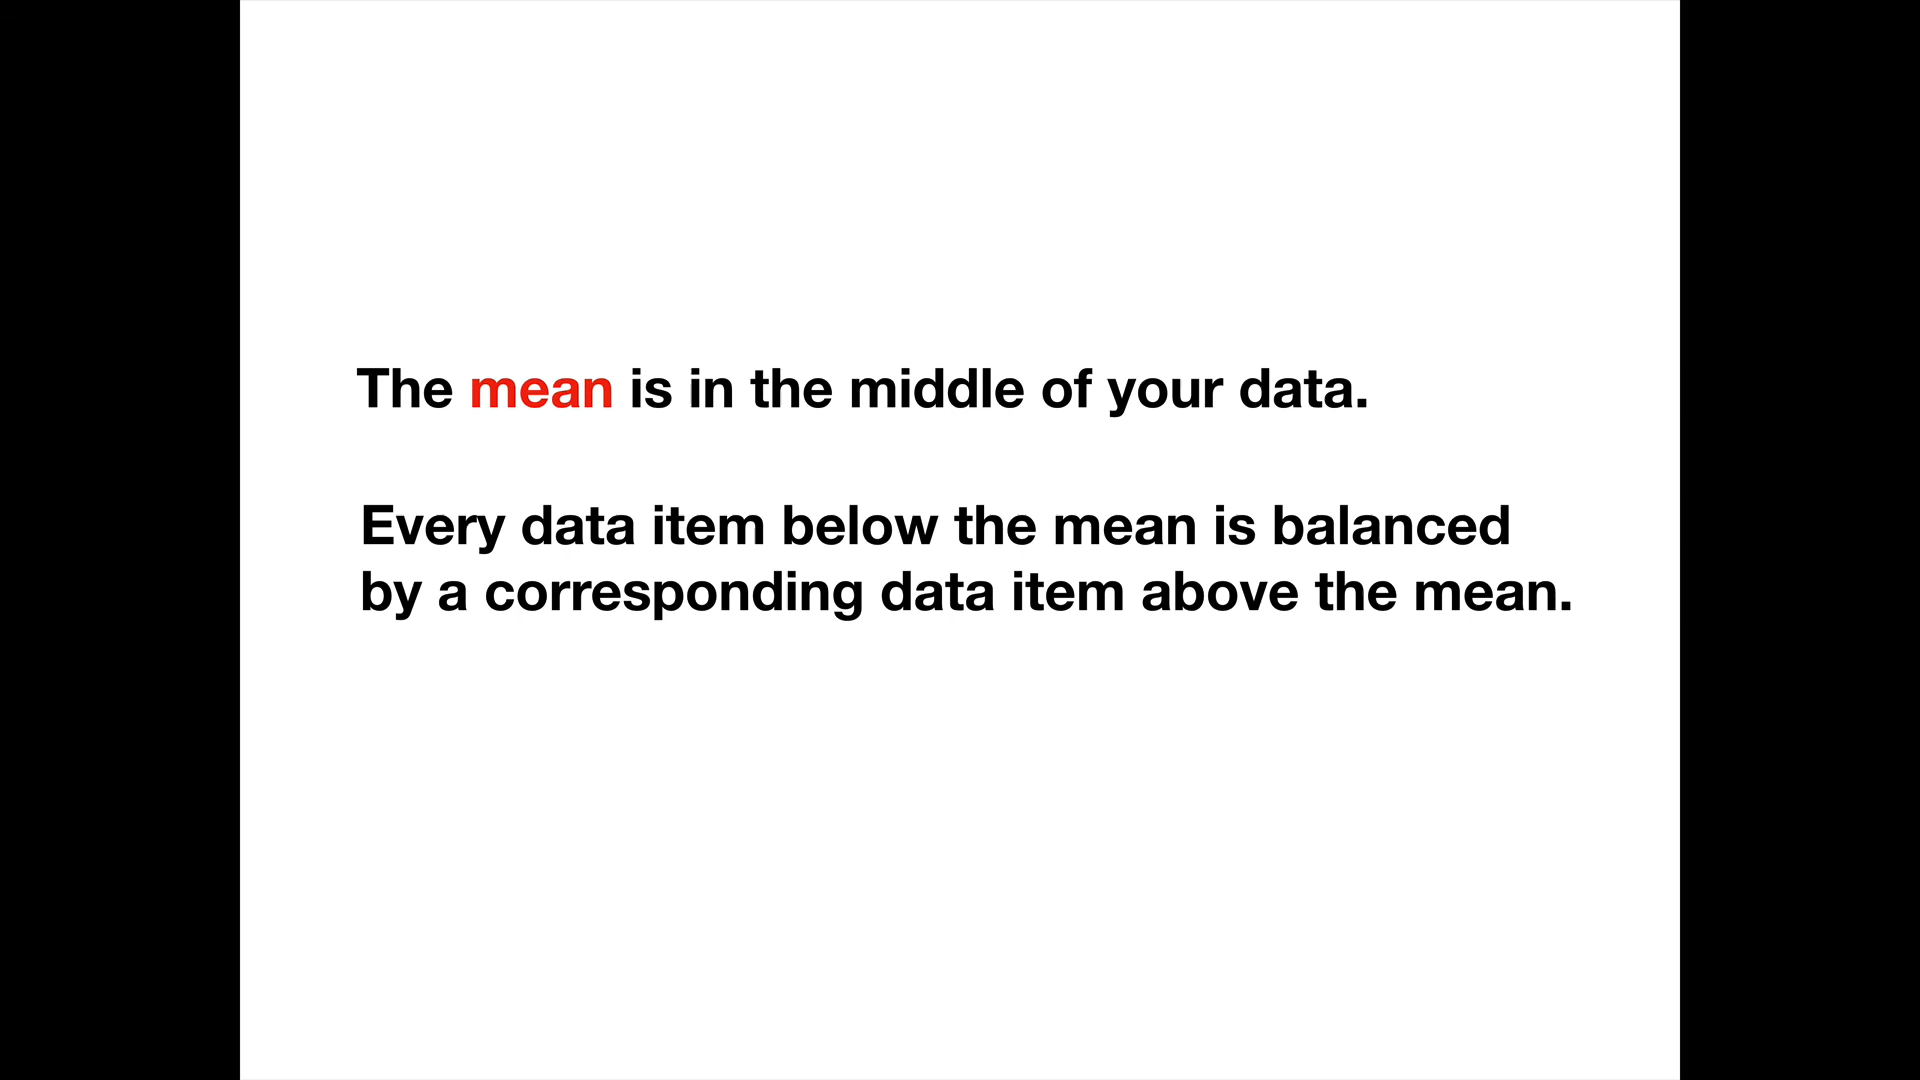 The mean is in the middle of your data.
Every data item below the mean is balanced
by a corresponding data item above the mean.